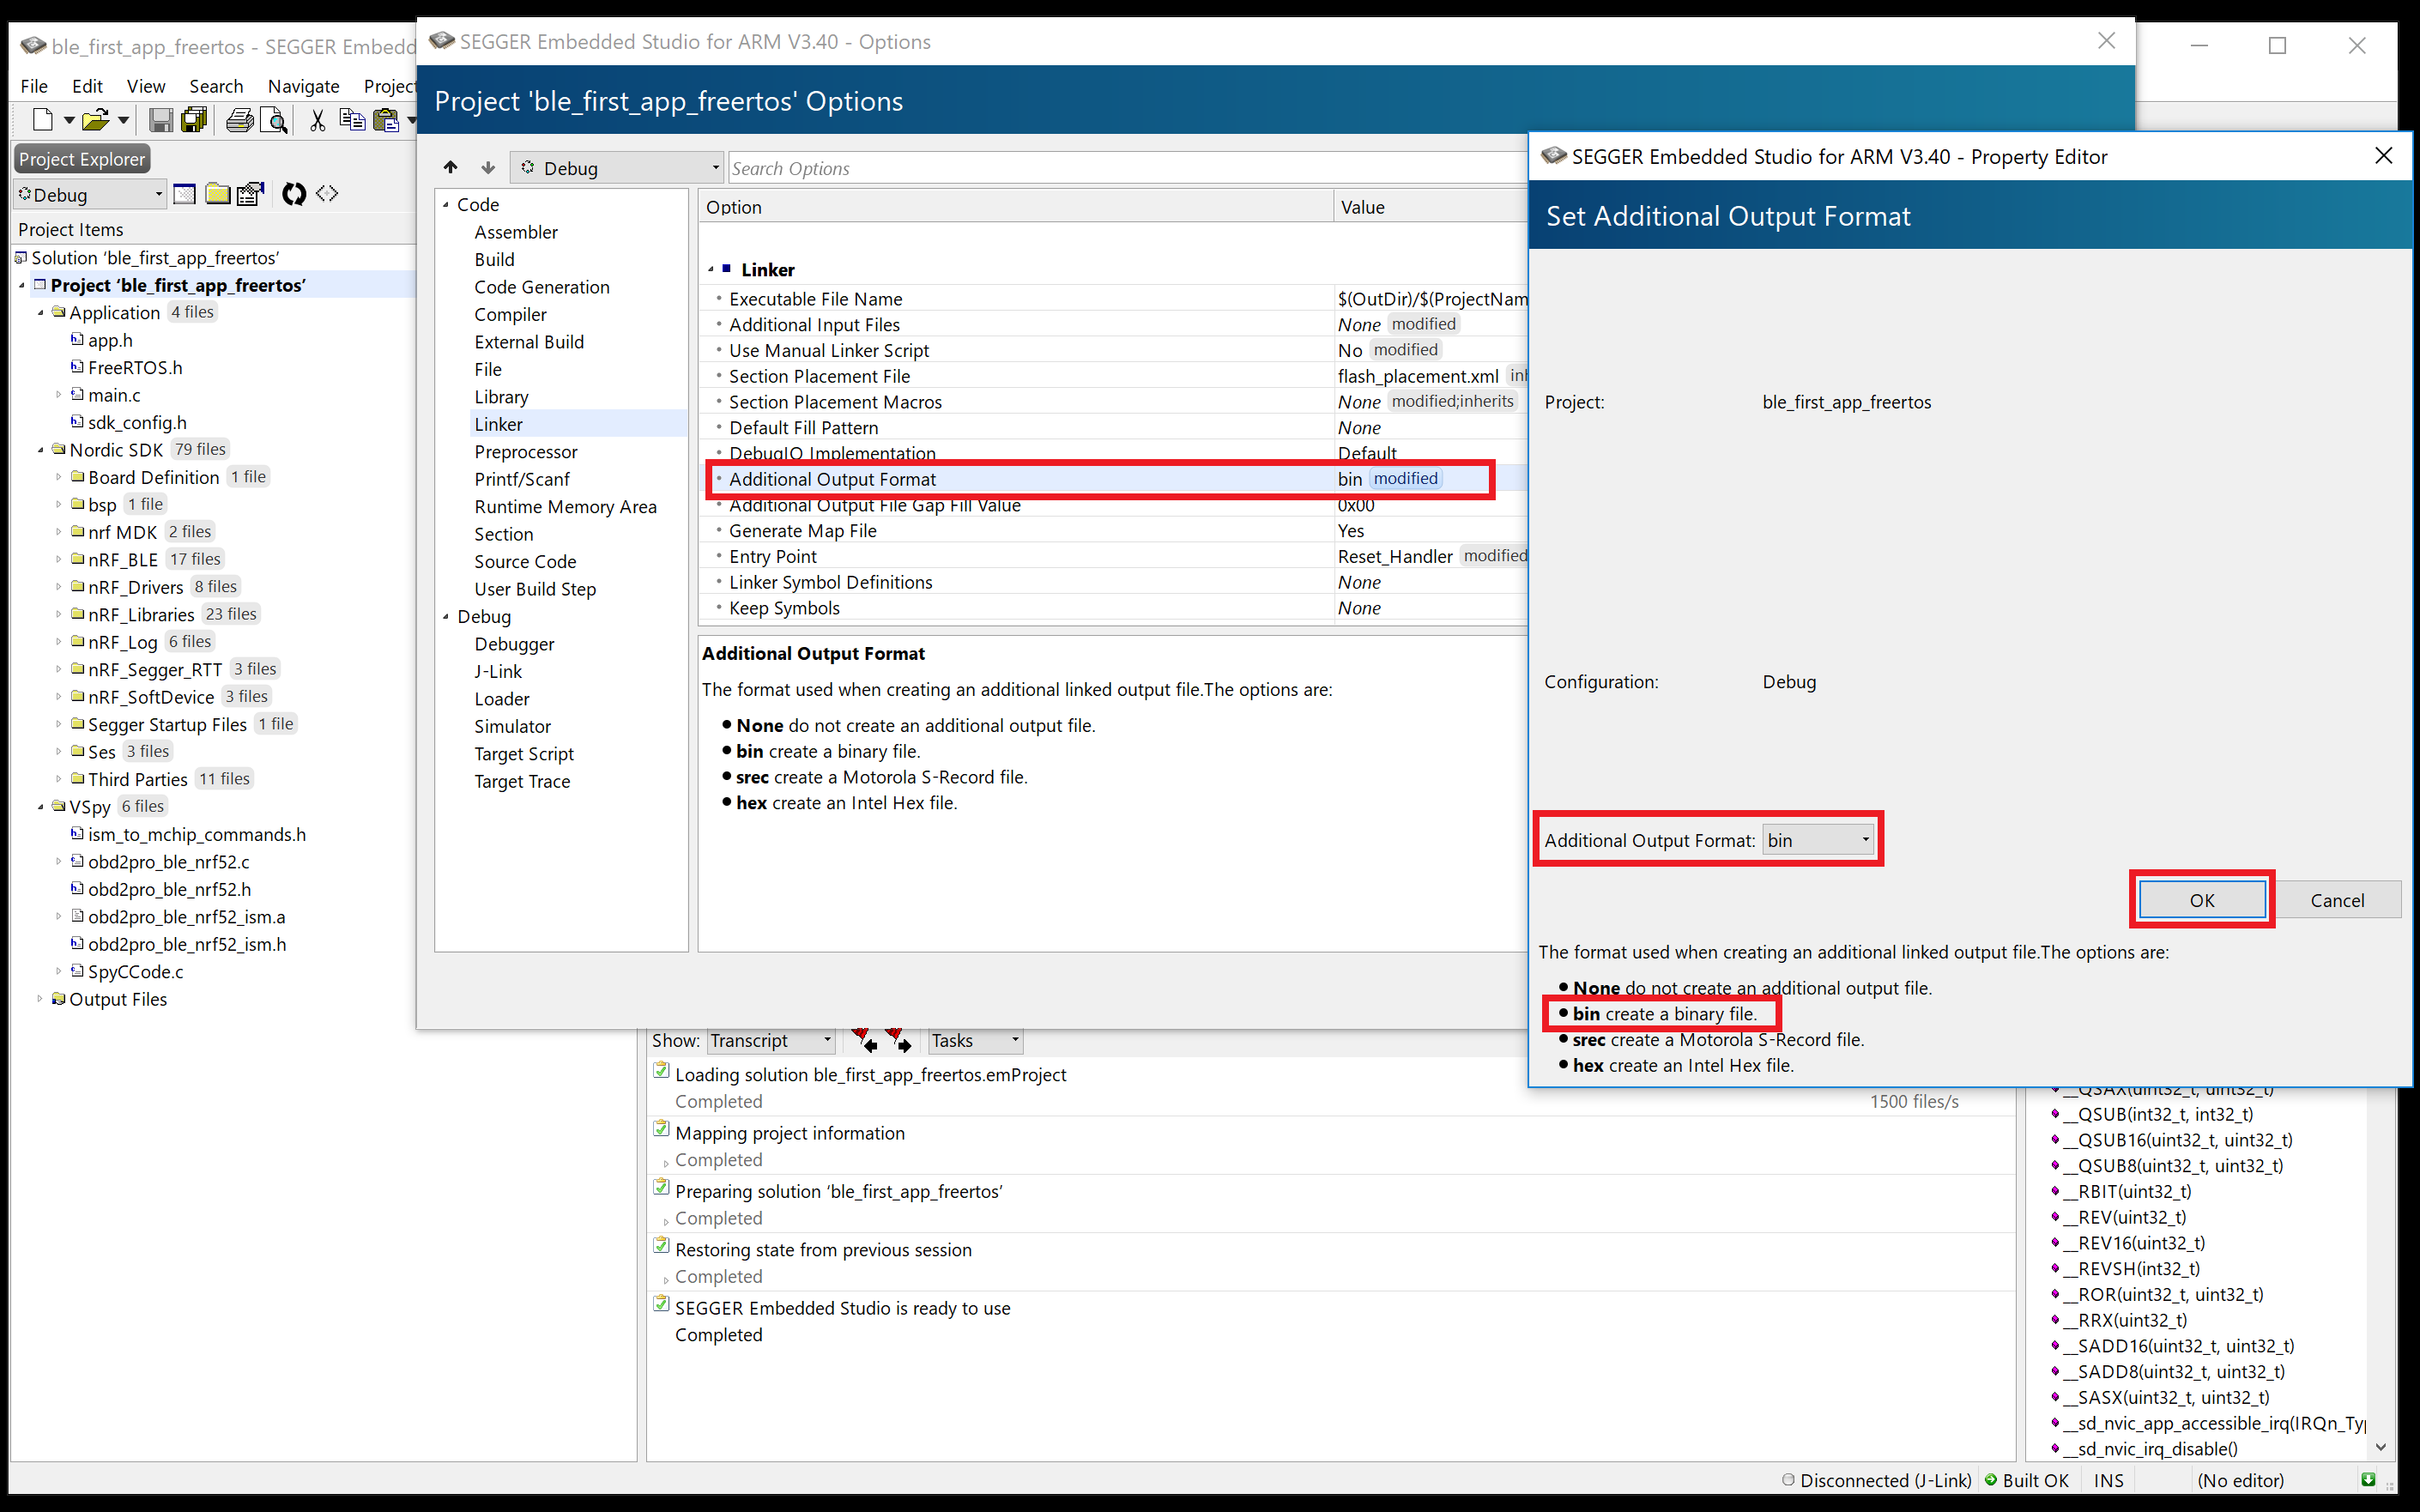 ble_first_app_freertos - SEGGER Embedd
File Edit View Search Navigate Projec
Project Explorer
Debug
Project Items
Solution ‘ble_first_app_freertos’
Project ‘ble_first_app_freertos’
Application 4 files
app.h
FreeRTOS.h
main.c
sdk_config.h
Nordic SDK 79 files
Board Definition 1 file
bsp 1 file
nrf MDK 2 files
nRF_BLE 17 files
nRF_Drivers 8 files
nRF_Libraries 23 files
nRF_Log 6 files
nRF_Segger_RTT 3 files
nRF_SoftDevice 3 files
Segger Startup Files 1 file
Ses 3 files
Third Parties 11 files
VSpy 6 files
ism_to_mchip_commands.h
obd2pro_ble_nrf52.c
obd2pro_ble_nrf52.h
obd2pro_ble_nrf52_ism.a
obd2pro_ble_nrf52_ism.h
SpyCCode.c
Output Files
SEGGER Embedded Studio for ARM V3.40 - Options
Project 'ble_first_app_freertos' Options
Debug
Search Options
Code
Assembler
Build
Code Generation
Compiler
External Build
File
Library
Linker
Preprocessor
Printf/Scanf
Runtime Memory Area
Section
Source Code
User Build Step
Debug
Debugger
J-Link
Loader
Simulator
Target Script
Target Trace
Option Value
Linker
Executable File Name $(OutDir)/$(ProjectNam
Additional Input Files None modified
Use Manual Linker Script No modified
Section Placement File flash_placement.xml inh
Section Placement Macros None modified;inherits
Default Fill Pattern None
DebugIO Implementation Default
Additional Output Format bin modified
Additional Output File Gap Fill Value 0x00
Generate Map File Yes
Entry Point Reset_Handler modified
Linker Symbol Definitions None
Keep Symbols None
Additional Output Format
The format used when creating an additional linked output file.The options are:
None do not create an additional output file.
bin create a binary file.
srec create a Motorola S-Record file.
hex create an Intel Hex file.
SEGGER Embedded Studio for ARM V3.40 - Property Editor
Set Additional Output Format
Project: ble_first_app_freertos
Configuration: Debug
Additional Output Format: bin
OK Cancel
The format used when creating an additional linked output file.The options are:
None do not create an additional output file.
bin create a binary file.
srec create a Motorola S-Record file.
hex create an Intel Hex file.
Show: Transcript Tasks
Loading solution ble_first_app_freertos.emProject
Completed 1500 files/s
Mapping project information
Completed
Preparing solution ‘ble_first_app_freertos’
Completed
Restoring state from previous session
Completed
SEGGER Embedded Studio is ready to use
Completed
__QSAX(uint32_t, uint32_t)
__QSUB(int32_t, int32_t)
__QSUB16(uint32_t, uint32_t)
__QSUB8(uint32_t, uint32_t)
__RBIT(uint32_t)
__REV(uint32_t)
__REV16(uint32_t)
__REVSH(int32_t)
__ROR(uint32_t, uint32_t)
__RRX(uint32_t)
__SADD16(uint32_t, uint32_t)
__SADD8(uint32_t, uint32_t)
__SASX(uint32_t, uint32_t)
__sd_nvic_app_accessible_irq(IRQn_Typ
__sd_nvic_irq_disable()
Disconnected (J-Link) Built OK INS (No editor)